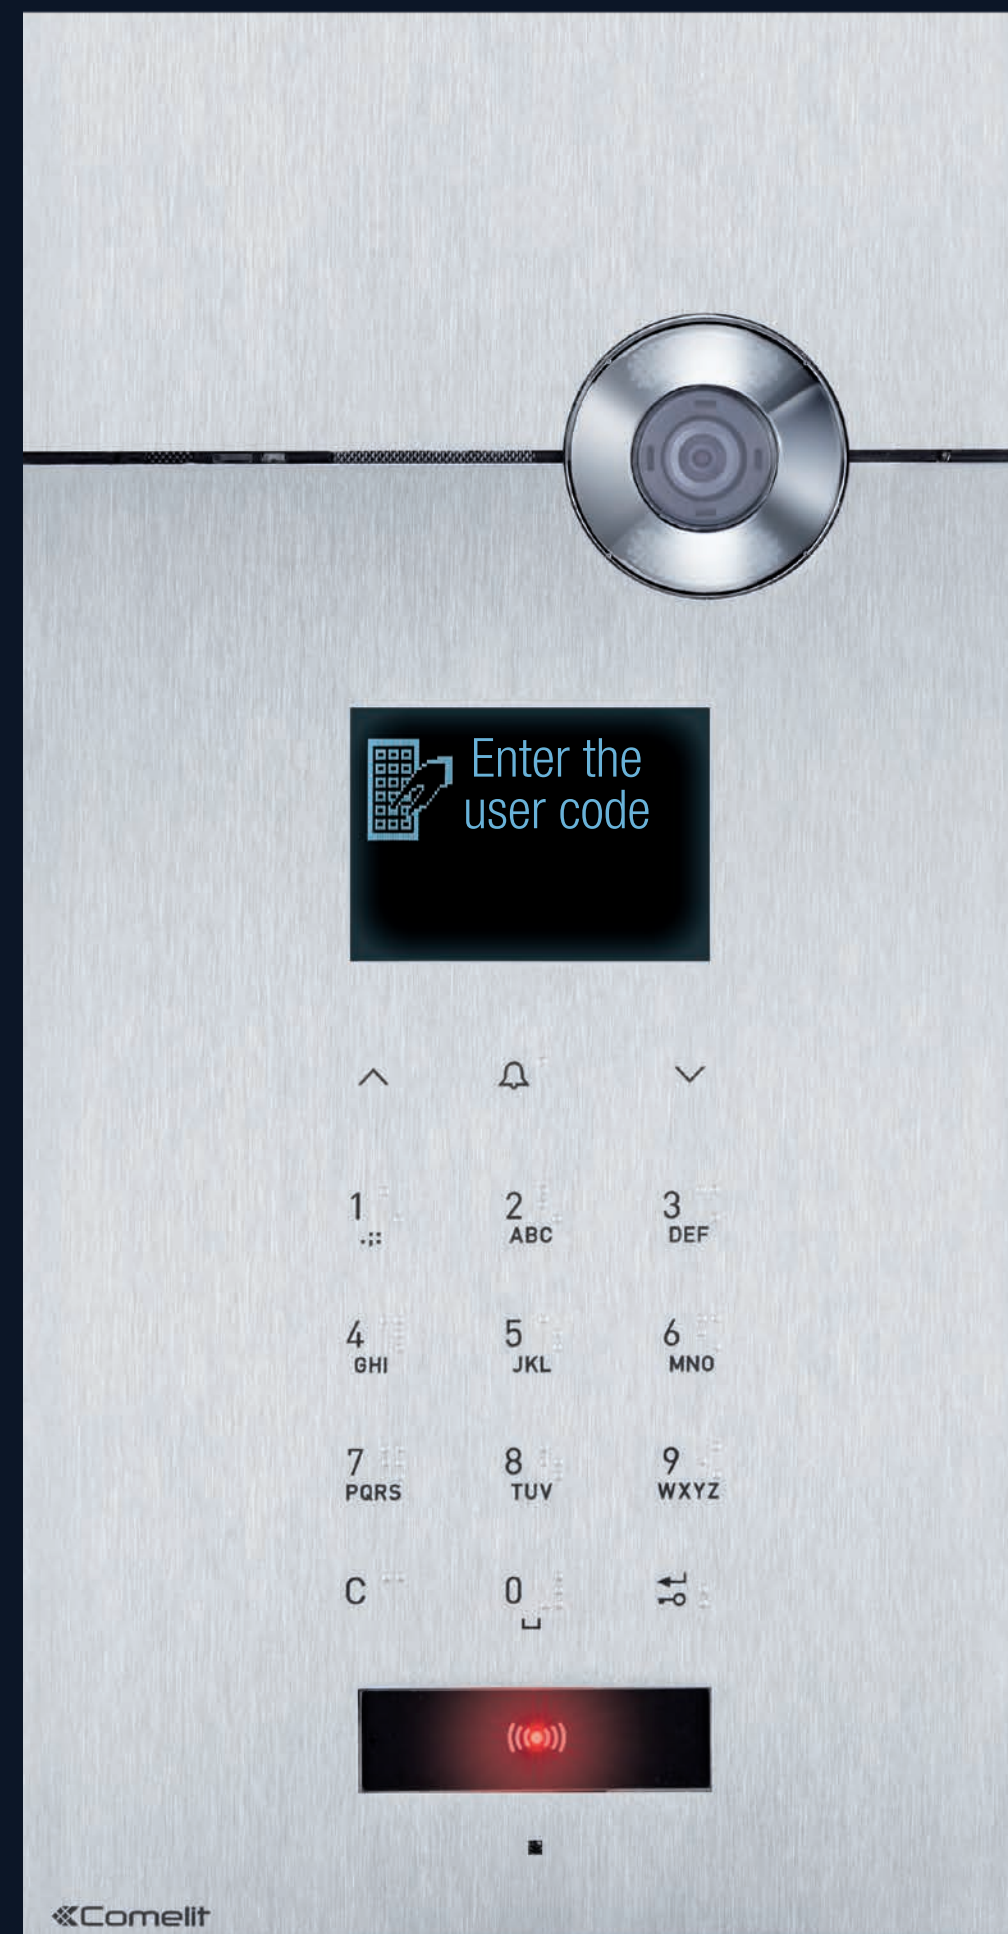 Enter the
user code
1 2 3
.;: ABC DEF
4 5 6
GHI JKL MNO
7 8 9
PQRS TUV WXYZ
C 0
Comelit